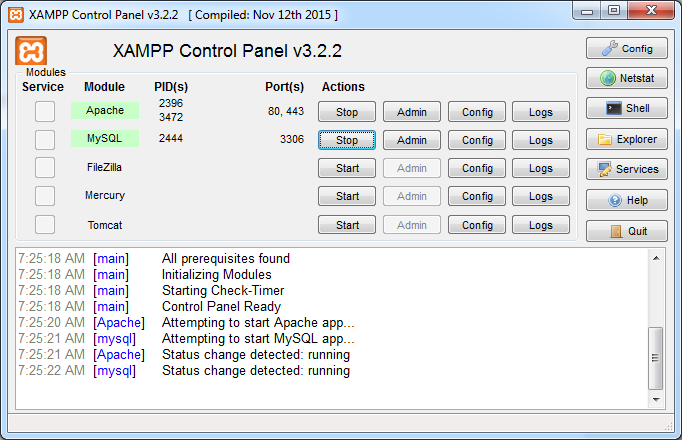 XAMPP Control Panel v3.2.2 [ Compiled: Nov 12th 2015 ]
XAMPP Control Panel v3.2.2
Config
Modules
Service Module PID(s) Port(s) Actions
Netstat
Apache 2396 3472 80, 443 Stop Admin Config Logs
Shell
MySQL 2444 3306 Stop Admin Config Logs
Explorer
FileZilla Start Admin Config Logs
Services
Mercury Start Admin Config Logs
Help
Tomcat Start Admin Config Logs
Quit
7:25:18 AM [main] All prerequisites found
7:25:18 AM [main] Initializing Modules
7:25:18 AM [main] Starting Check-Timer
7:25:18 AM [main] Control Panel Ready
7:25:20 AM [Apache] Attempting to start Apache app...
7:25:21 AM [mysql] Attempting to start MySQL app...
7:25:21 AM [Apache] Status change detected: running
7:25:22 AM [mysql] Status change detected: running